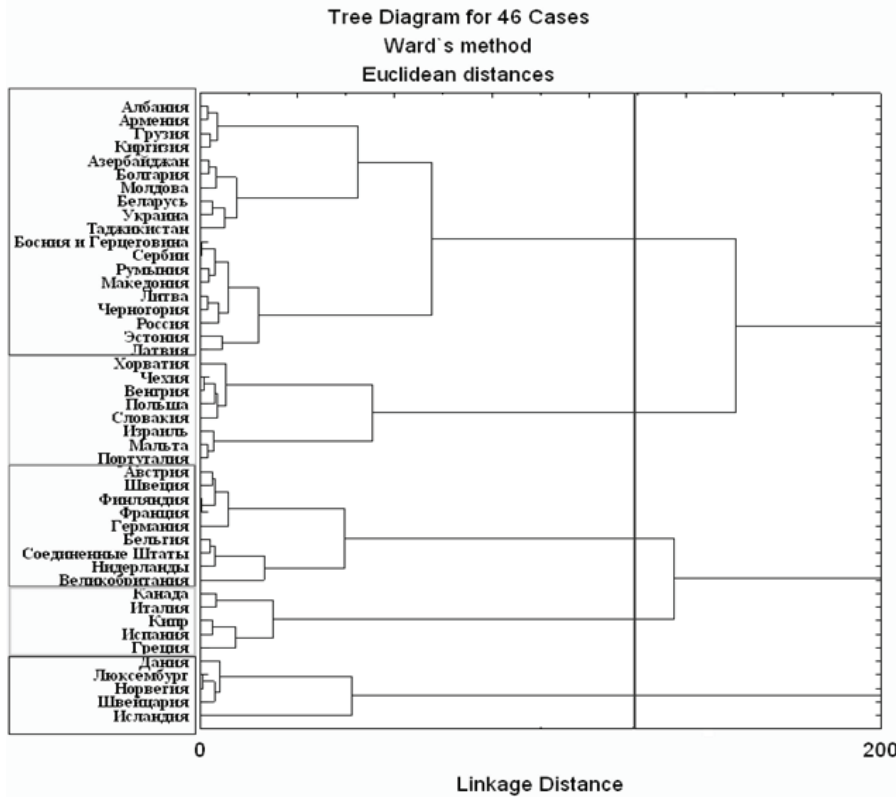 Tree Diagram for 46 Cases
Ward`s method
Euclidean distances
Албания
Армения
Грузия
Киргизия
Азербайджан
Болгария
Молдова
Беларусь
Украина
Таджикистан
Босния и Герцеговина
Сербии
Румыния
Македония
Литва
Черногория
Россия
Эстония
Латвия
Хорватия
Чехия
Венгрия
Польша
Словакия
Израиль
Мальта
Португалия
Австрия
Швеция
Финляндия
Франция
Германия
Бельгия
Соединенные Штаты
Нидерланды
Великобритания
Канада
Италия
Кипр
Испания
Греция
Дания
Люксембург
Норвегия
Швейцария
Исландия
0 200
Linkage Distance